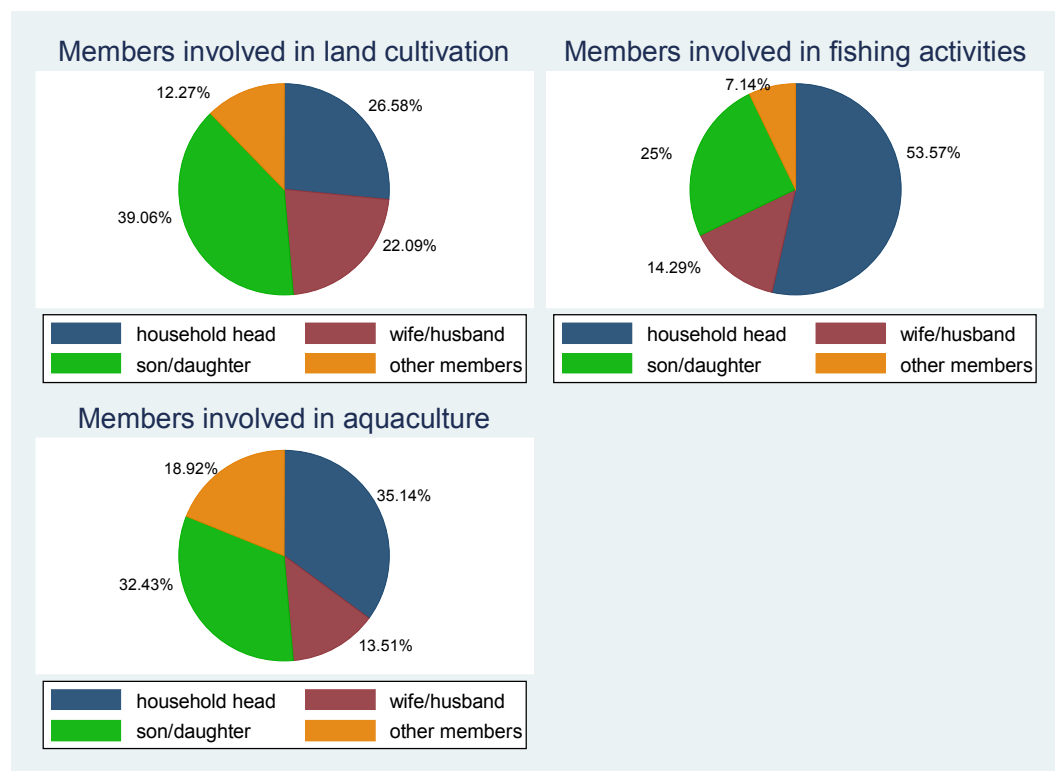 Members involved in land cultivation
12.27%
26.58%
39.06%
22.09%
household head
wife/husband
son/daughter
other members
Members involved in fishing activities
7.14%
25%
53.57%
14.29%
household head
wife/husband
son/daughter
other members
Members involved in aquaculture
18.92%
35.14%
32.43%
13.51%
household head
wife/husband
son/daughter
other members